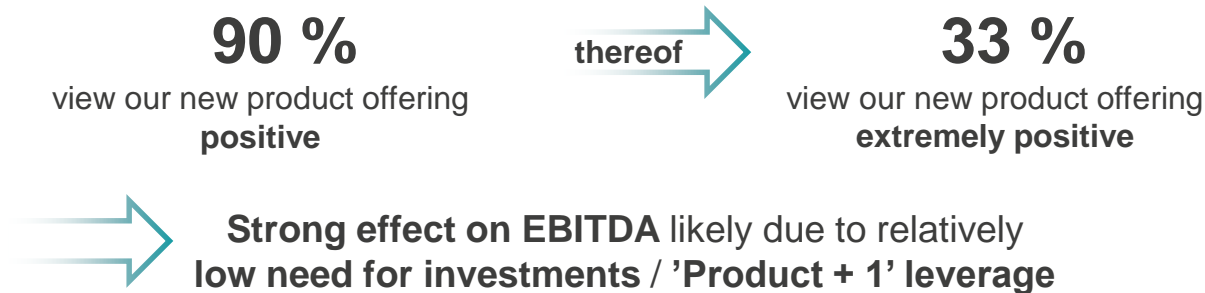 90 %
thereof
33 %
view our new product offering
positive
view our new product offering
extremely positive
Strong effect on EBITDA likely due to relatively
low need for investments / ’Product + 1’ leverage